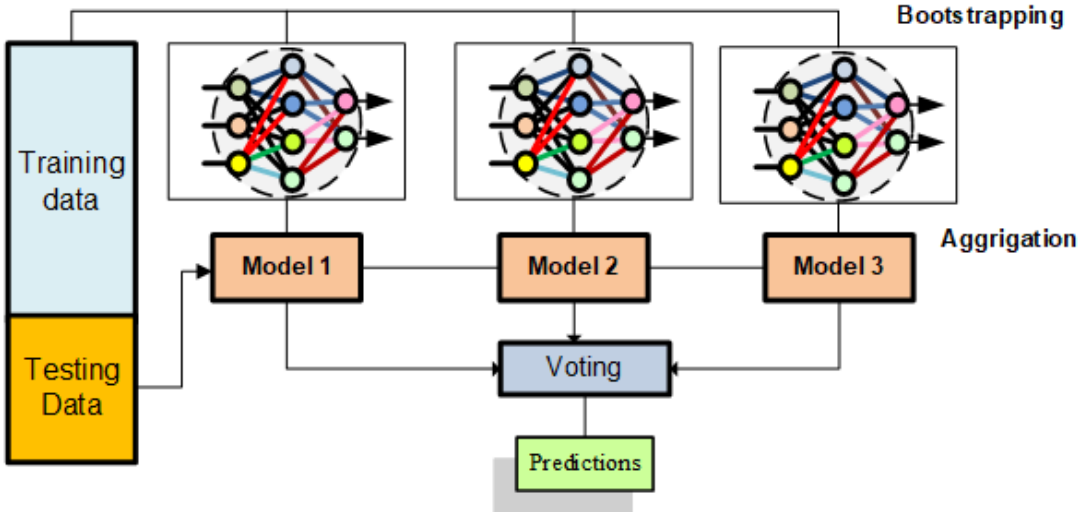 Bootstrapping
Training
data
Model 1
Model 2
Model 3
Aggrigation
Testing
Data
Voting
Predictions